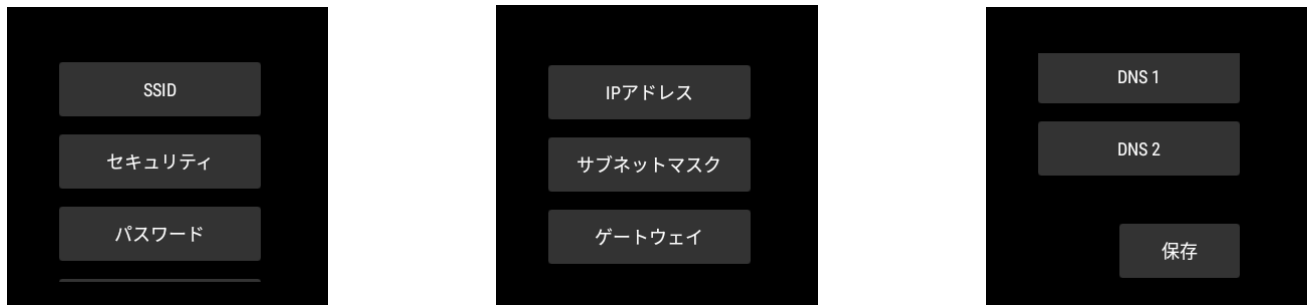 SSID
セキュリティ
パスワード
IPアドレス
サブネットマスク
ゲートウェイ
DNS 1
DNS 2
保存